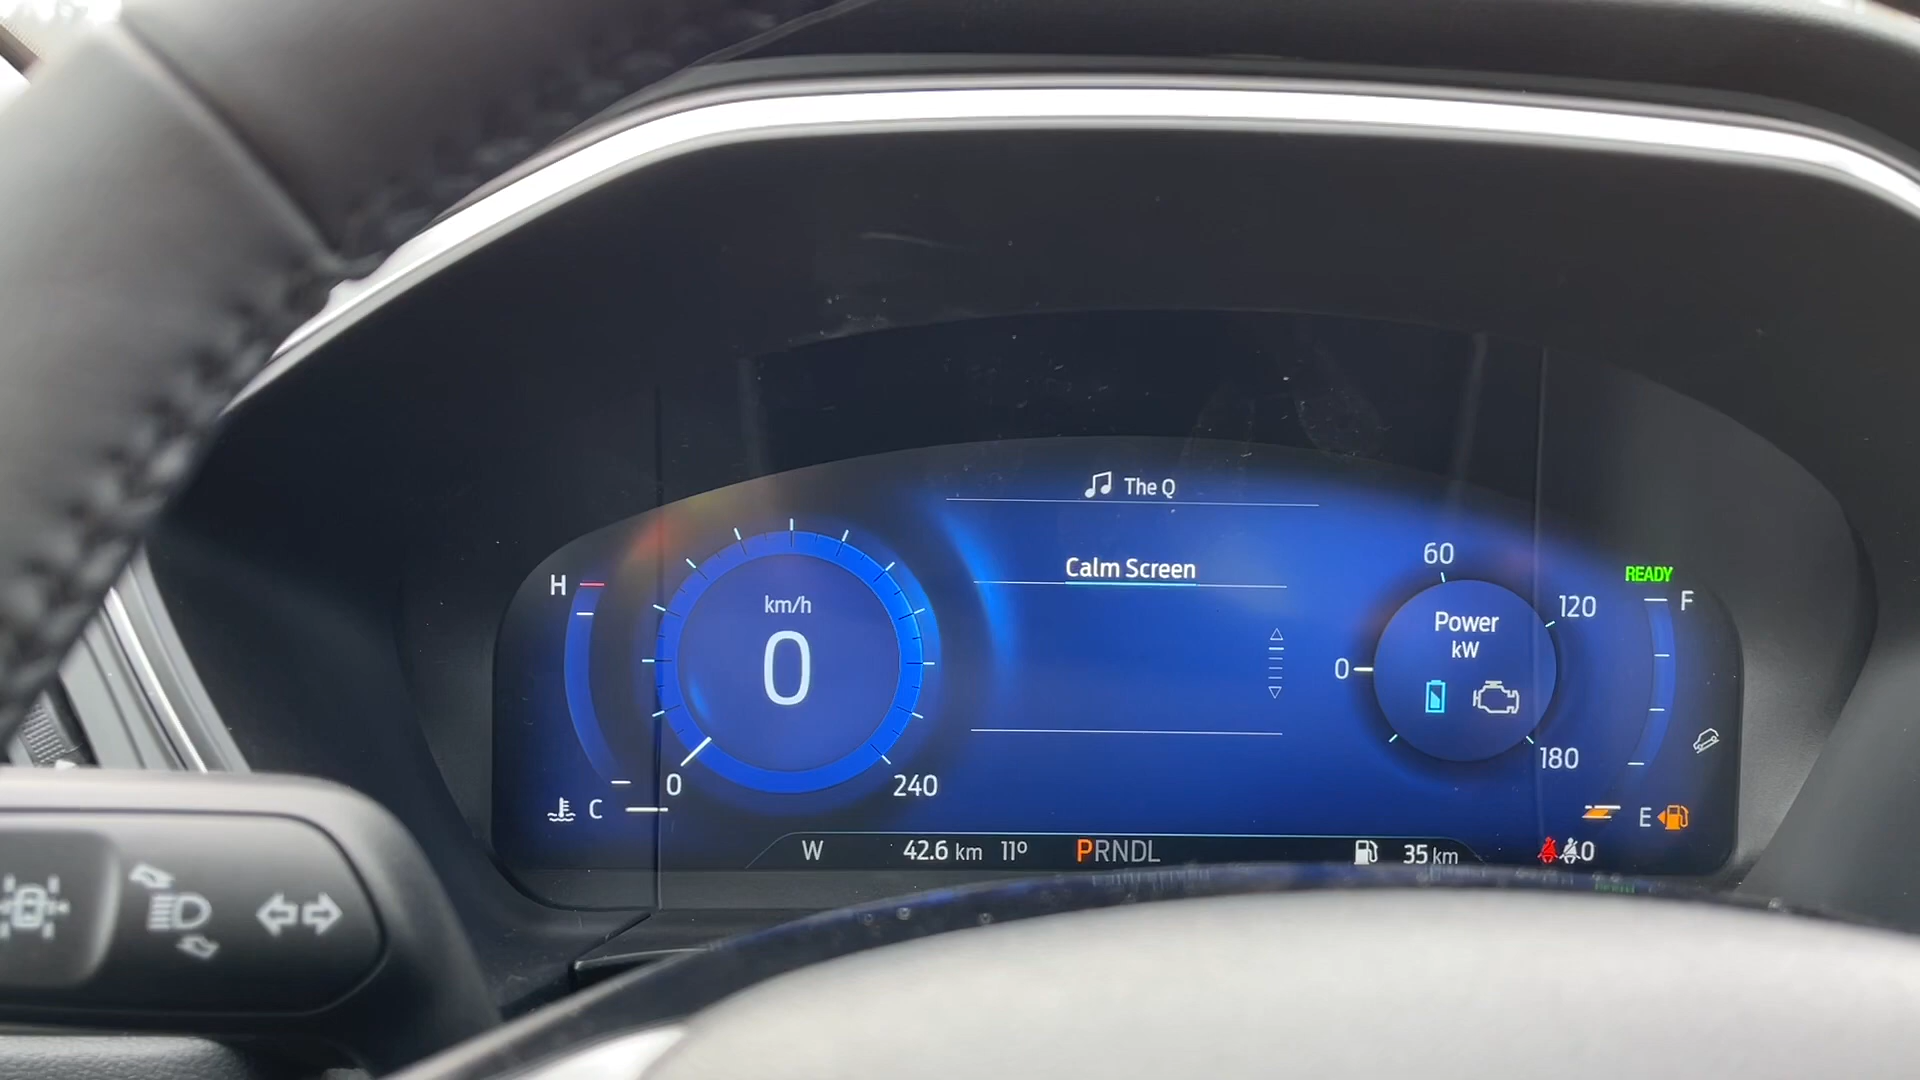 The Q
Calm Screen
H
km/h
0
0
240
C
60
120
0
Power
kW
180
READY
F
E
W
42.6 km
11º
PRNDL
35 km
0